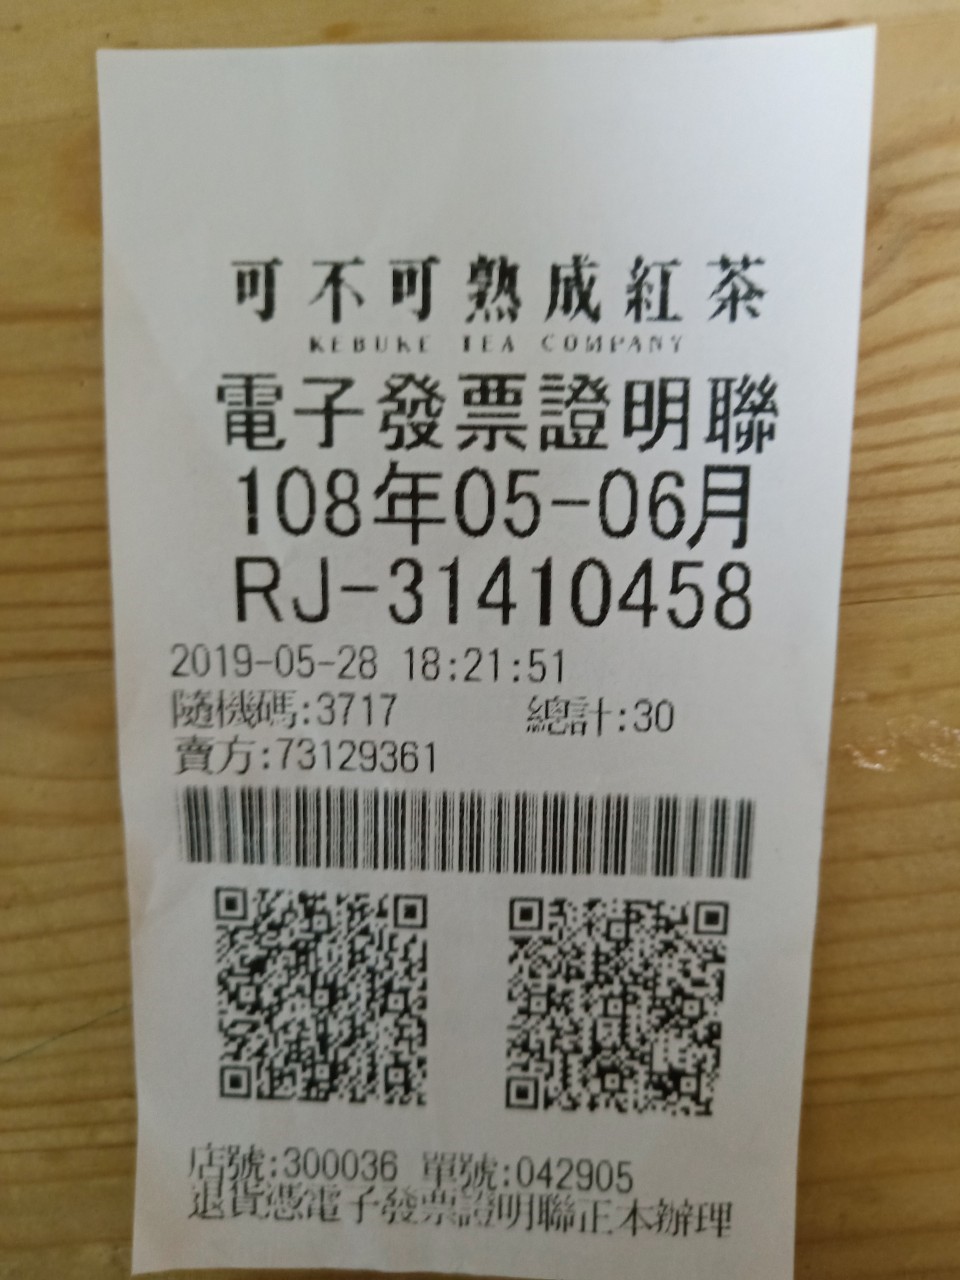 可不可熟成紅茶
KEBUKE TEA COMPANY
電子發票證明聯
108年05-06月
RJ-31410458
2019-05-28 18:21:51
隨機碼:3717 總計:30
賣方:73129361
店號:300036 單號:042905
退貨憑電子發票證明聯正本辦理